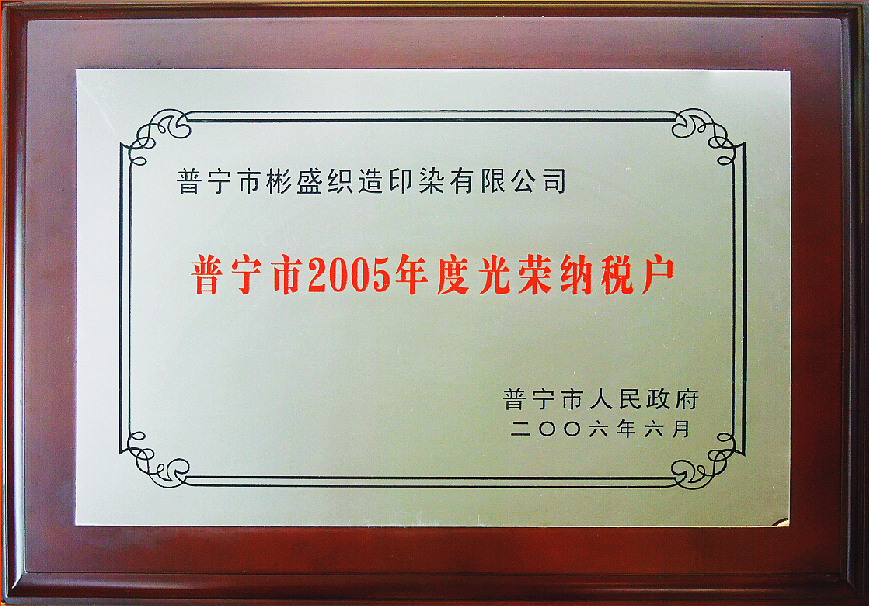 普宁市彬盛织造印染有限公司
普宁市2005年度光荣纳税户
普宁市人民政府
二〇〇六年六月